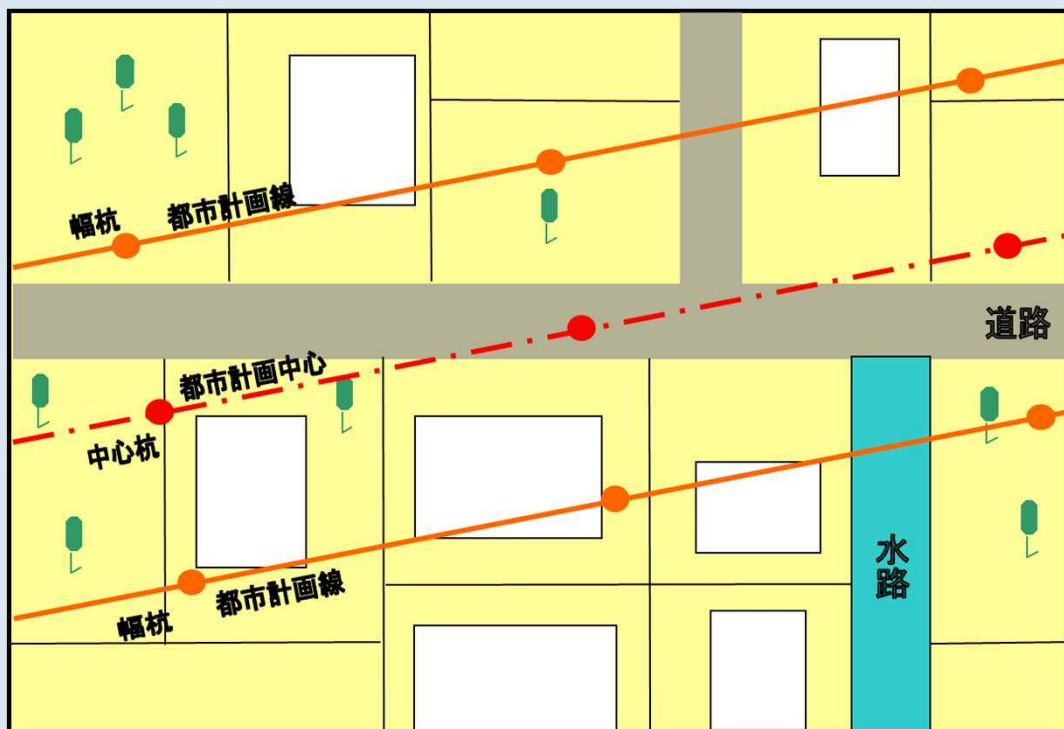 幅杭
都市計画線
道路
都市計画中心
中心杭
水路
都市計画線
幅杭